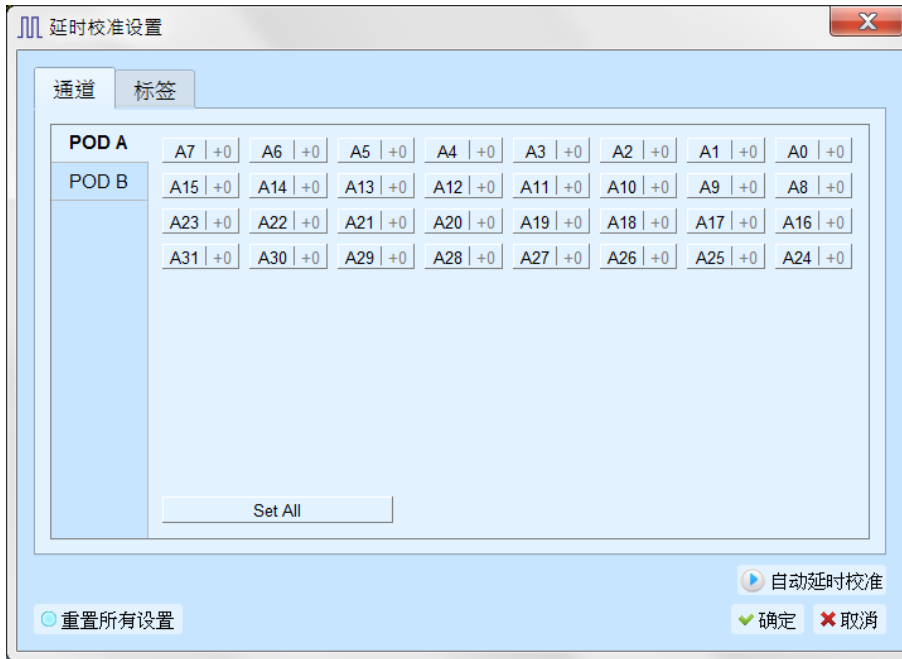 延时校准设置
通道 标签
POD A
POD B
A7 +0 A6 +0 A5 +0 A4 +0 A3 +0 A2 +0 A1 +0 A0 +0
A15 +0 A14 +0 A13 +0 A12 +0 A11 +0 A10 +0 A9 +0 A8 +0
A23 +0 A22 +0 A21 +0 A20 +0 A19 +0 A18 +0 A17 +0 A16 +0
A31 +0 A30 +0 A29 +0 A28 +0 A27 +0 A26 +0 A25 +0 A24 +0
Set All
自动延时校准
重置所有设置 确定 取消